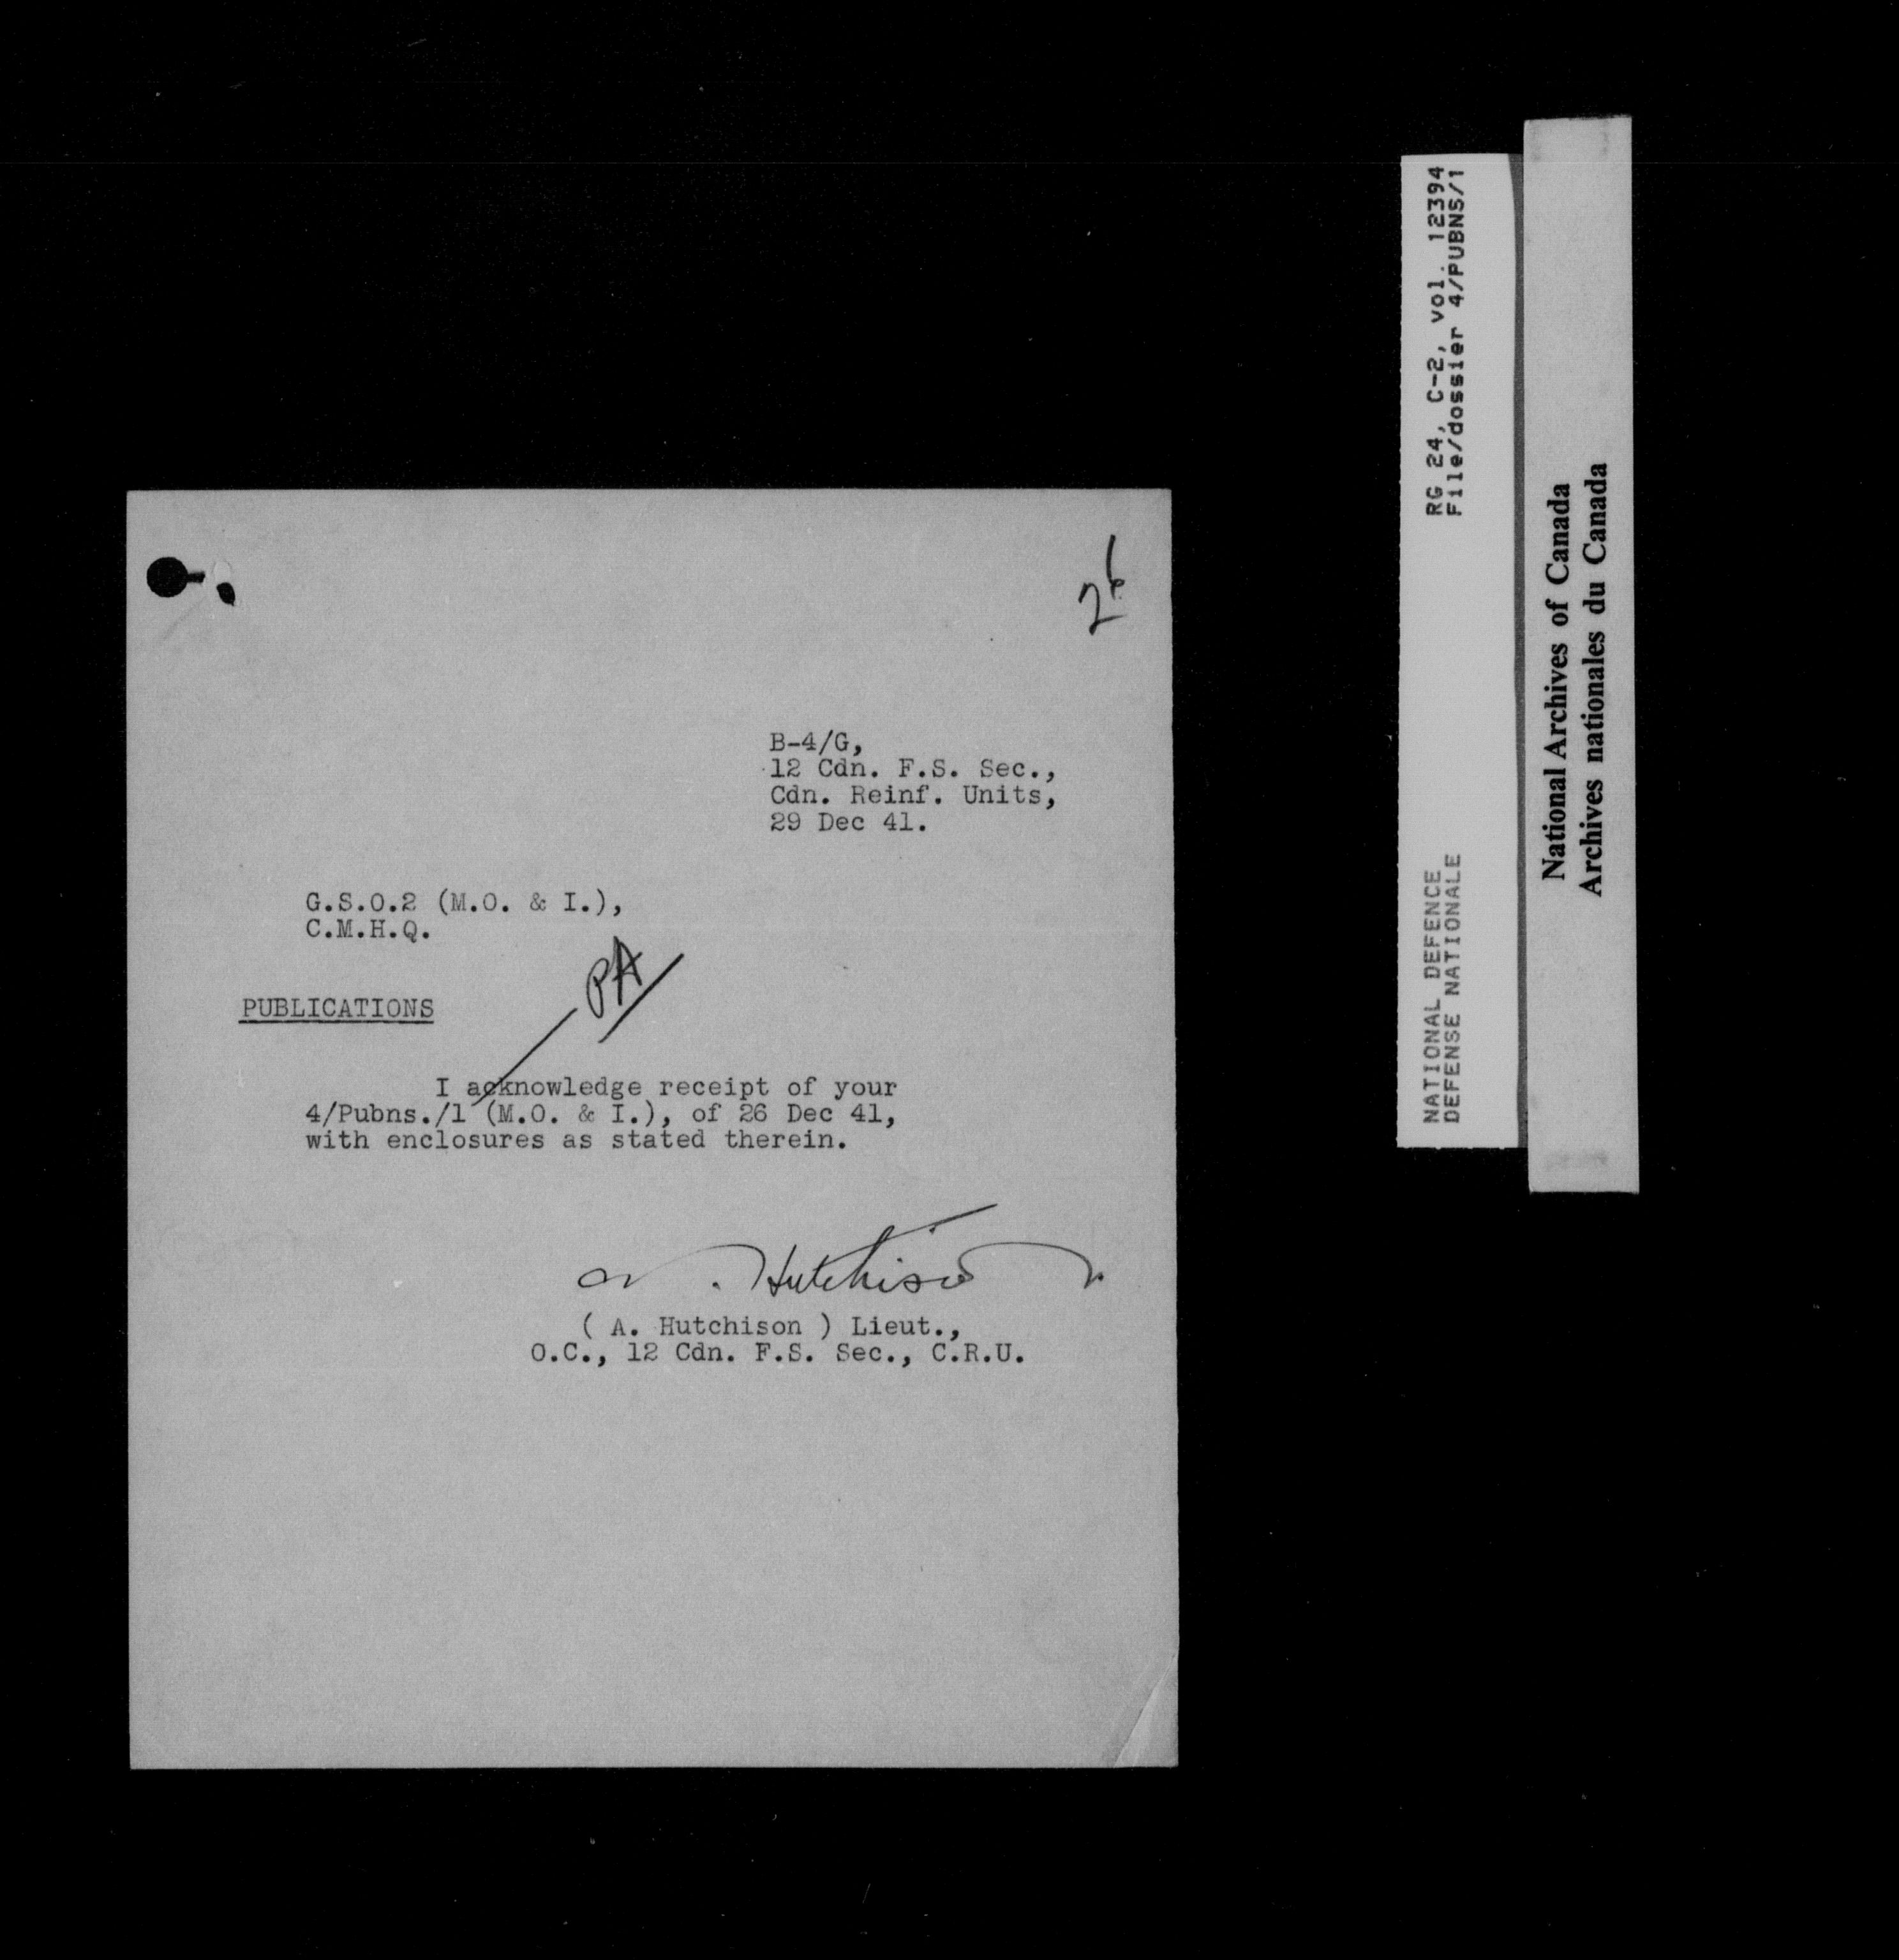 26
B-4/G,
12 Cdn. F.S. Sec.,
Cdn. Reinf. Units,
29 Dec 41.
G.S.O.2 (M.O. & I.),
C.M.H.Q.
PA
PUBLICATIONS
I acknowledge receipt of your
4/Pubns./1 (M.O. & I.), of 26 Dec 41,
with enclosures as stated therein.
A. Hutchison
( A. Hutchison ) Lieut.,
O.C., 12 Cdn. F.S. Sec., C.R.U.
RG 24, C-2, vol. 12394
File/dossier 4/PUBNS/1
NATIONAL DEFENCE
DEFENSE NATIONALE
National Archives of Canada
Archives nationales du Canada